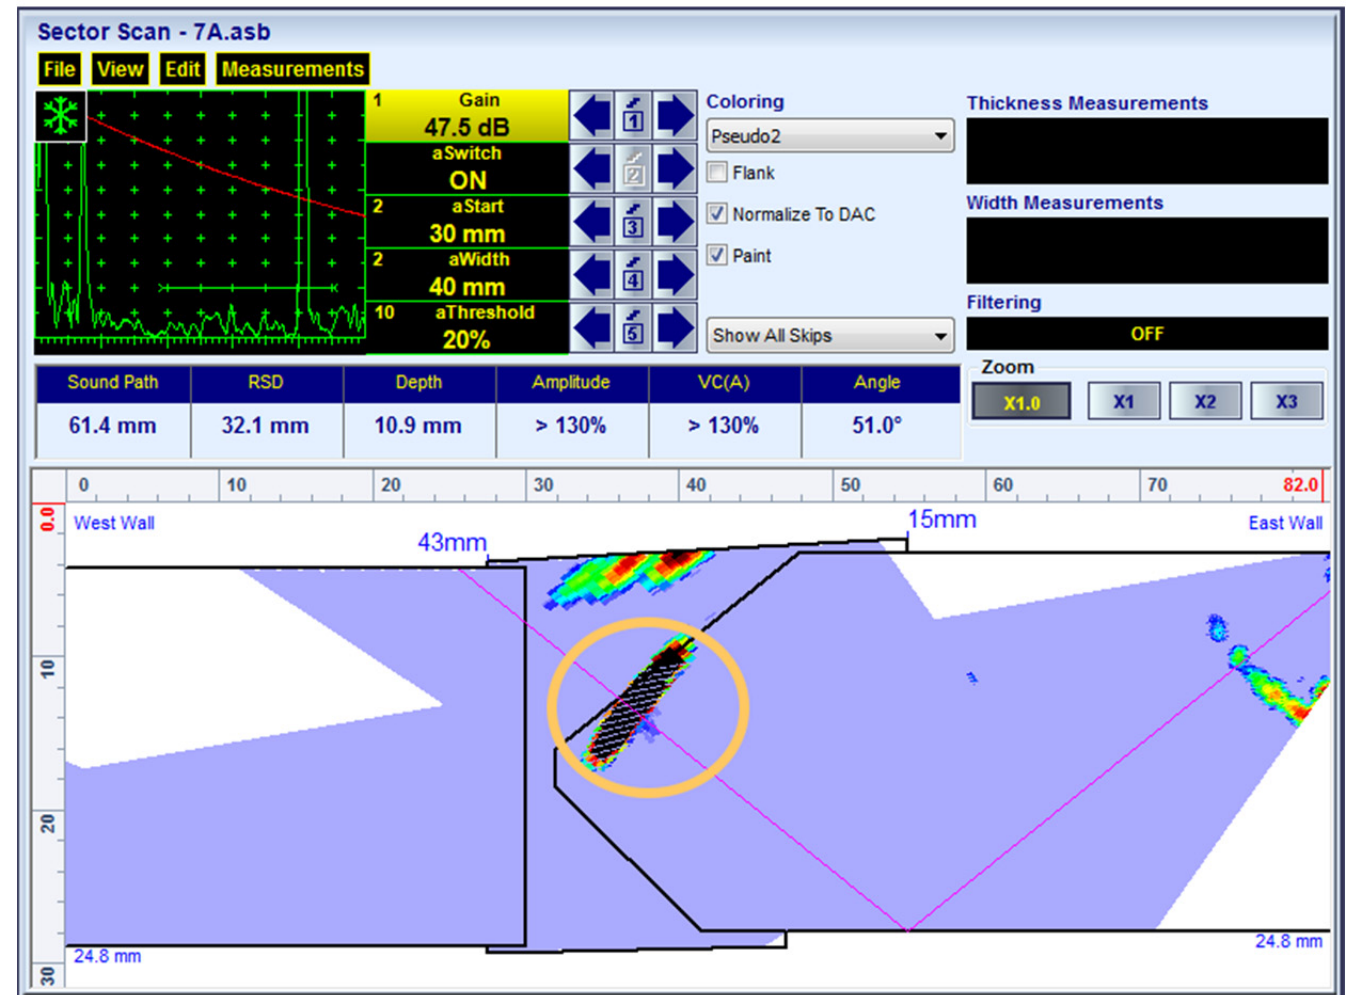 Sector Scan - 7A.asb
File View Edit Measurements
1 Gain
47.5 dB
1
aSwitch
ON
2
2 aStart
30 mm
3
2 aWidth
40 mm
4
10 aThreshold
20%
5
Coloring
Pseudo2
Flank
Normalize To DAC
Paint
Show All Skips
Thickness Measurements
Width Measurements
Filtering
OFF
Zoom
X1.0 X1 X2 X3
Sound Path RSD Depth Amplitude VC(A) Angle
61.4 mm 32.1 mm 10.9 mm > 130% > 130% 51.0°
0 10 20 30 40 50 60 70 82.0
0.0
West Wall
43mm
15mm
East Wall
10
20
24.8 mm
24.8 mm
30